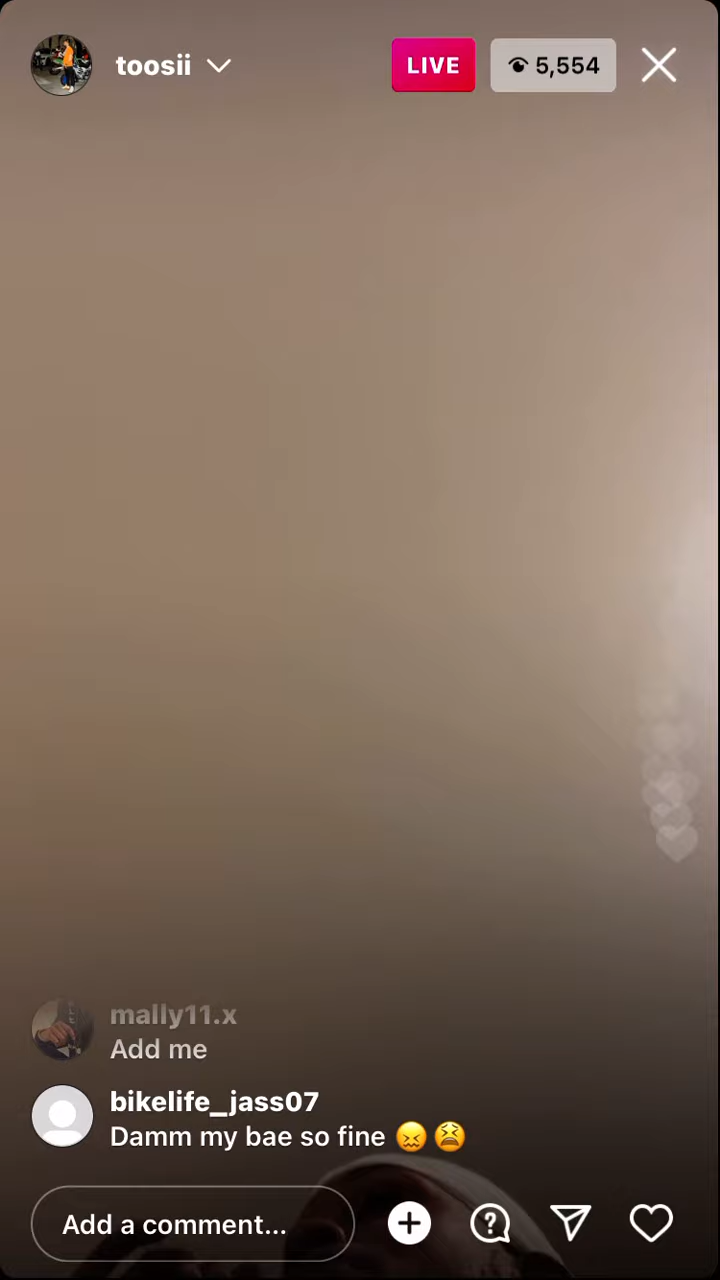 toosii
LIVE
5,554
mally11.x
Add me
bikelife_jass07
Damm my bae so fine 😖 😫
Add a comment...